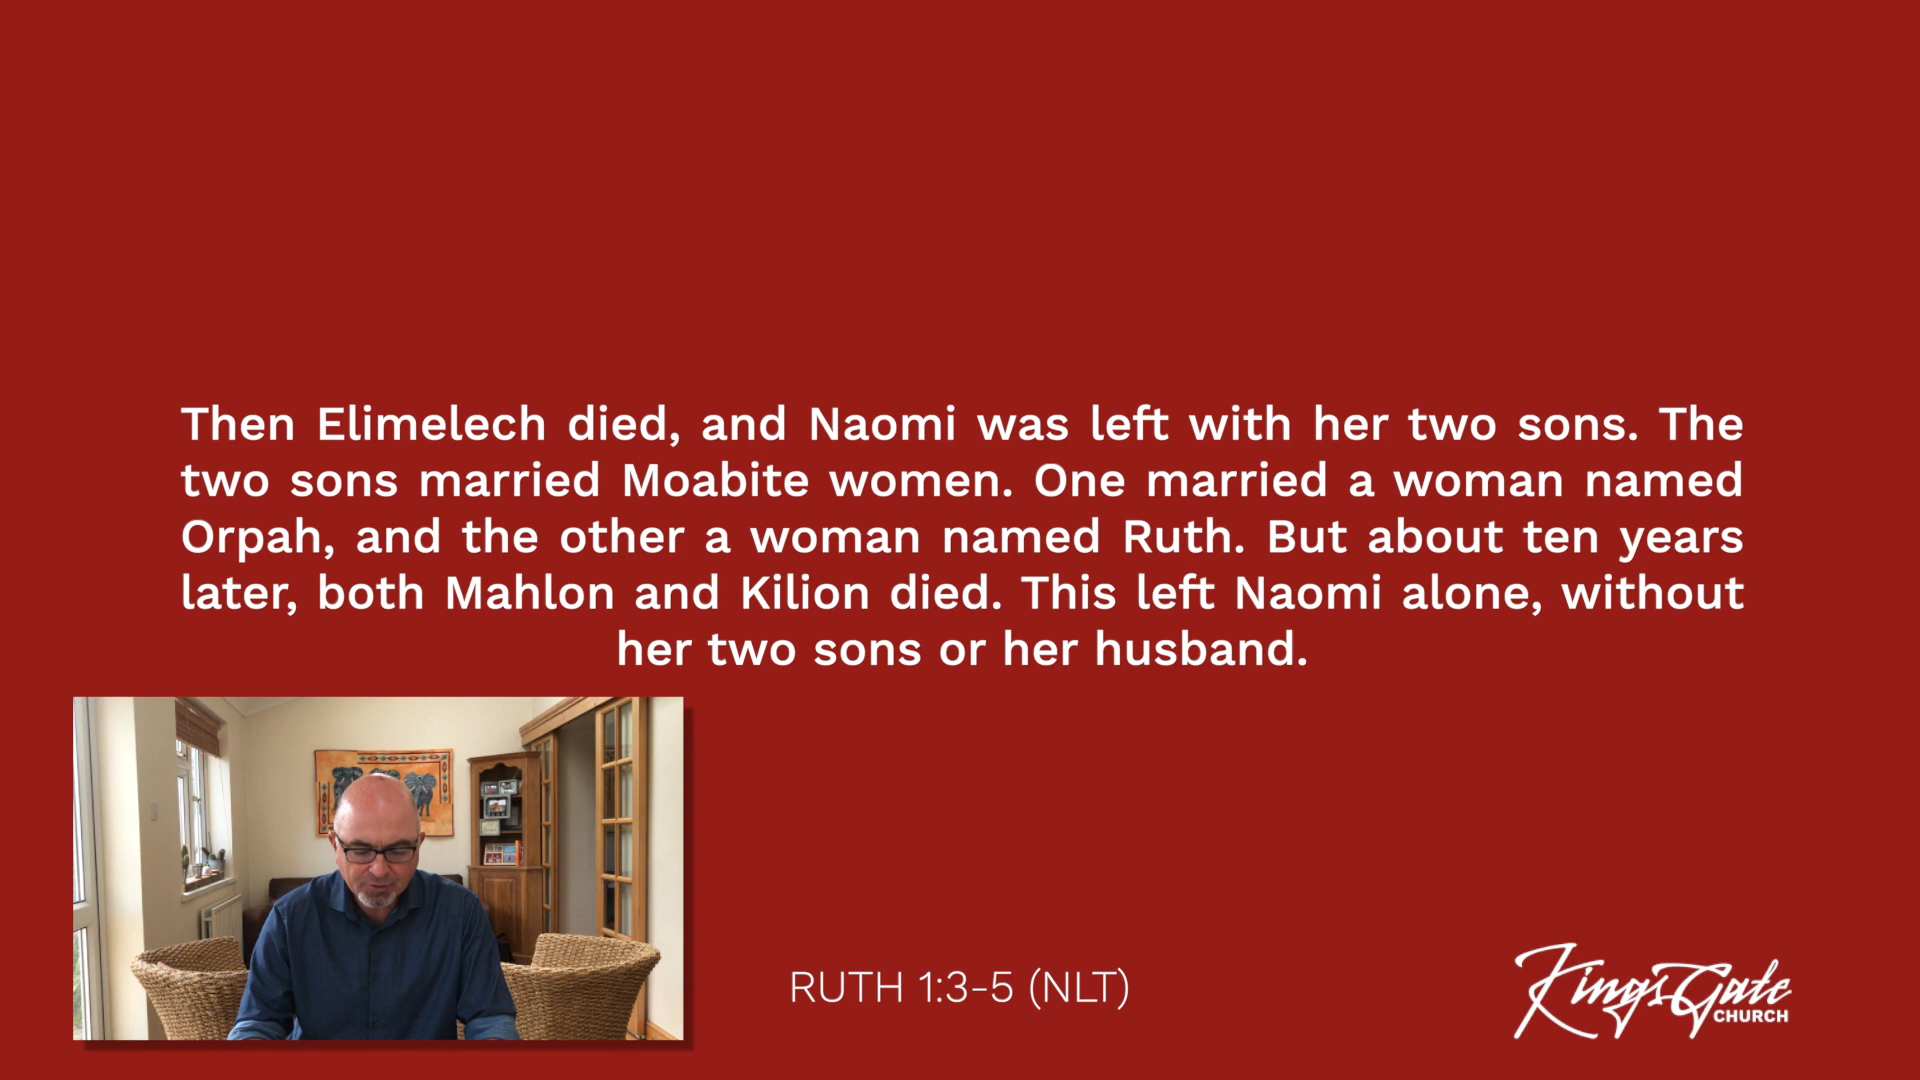 Then Elimelech died, and Naomi was left with her two sons. The
two sons married Moabite women. One married a woman named
Orpah, and the other a woman named Ruth. But about ten years
later, both Mahlon and Kilion died. This left Naomi alone, without
her two sons or her husband.
RUTH 1:3-5 (NLT)
KingsGate
CHURCH